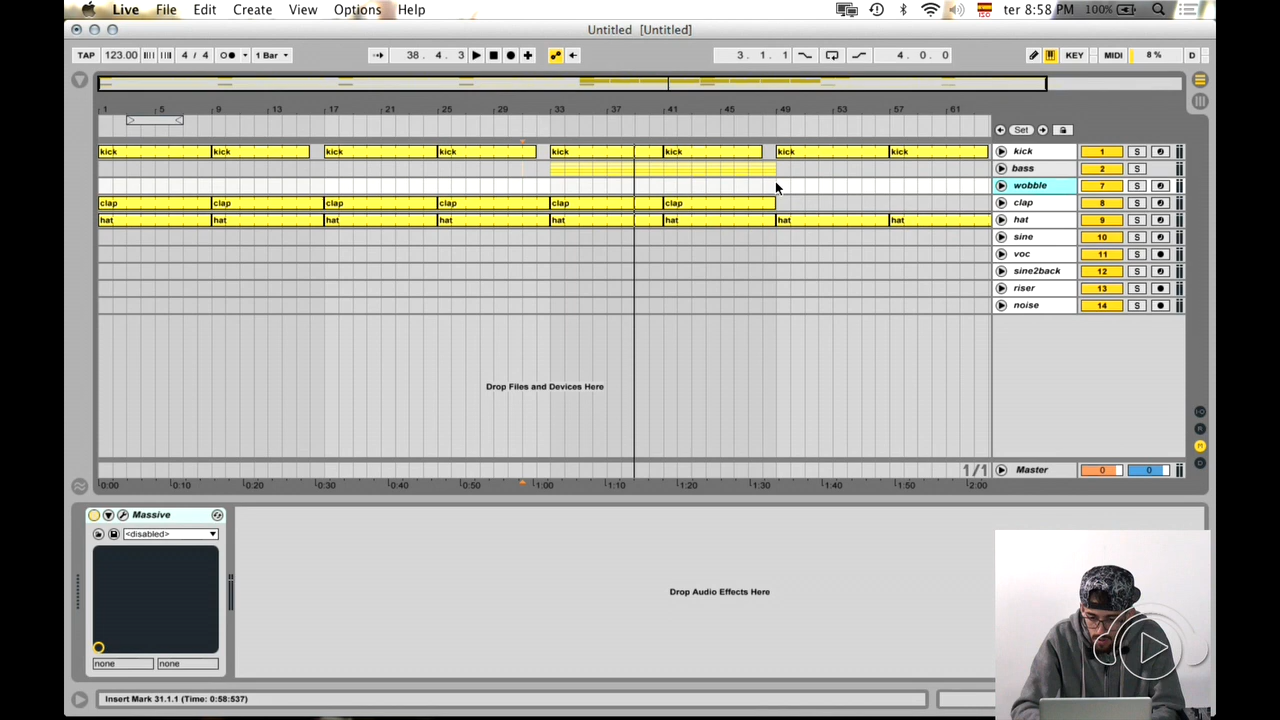 Live File Edit Create View Options Help ISO ter 8:58 PM 100%
Untitled [Untitled]
TAP 123.00 4 / 4 1 Bar 38. 4. 3 3. 1. 1 4. 0. 0 KEY MIDI 8 % D
1 5 9 13 17 21 25 29 33 37 41 45 49 53 57 61
Set
kick kick kick kick kick kick kick kick kick 1 S
bass 2 S
wobble 7 S
clap clap clap clap clap clap clap 8 S
hat hat hat hat hat hat hat hat hat 9 S
sine 10 S
voc 11 S
sine2back 12 S
riser 13 S
noise 14 S
Drop Files and Devices Here
1/1 Master 0 0
0:00 0:10 0:20 0:30 0:40 0:50 1:00 1:10 1:20 1:30 1:40 1:50 2:00
Massive
<disabled>
Drop Audio Effects Here
none none
Insert Mark 31.1.1 (Time: 0:58:537)